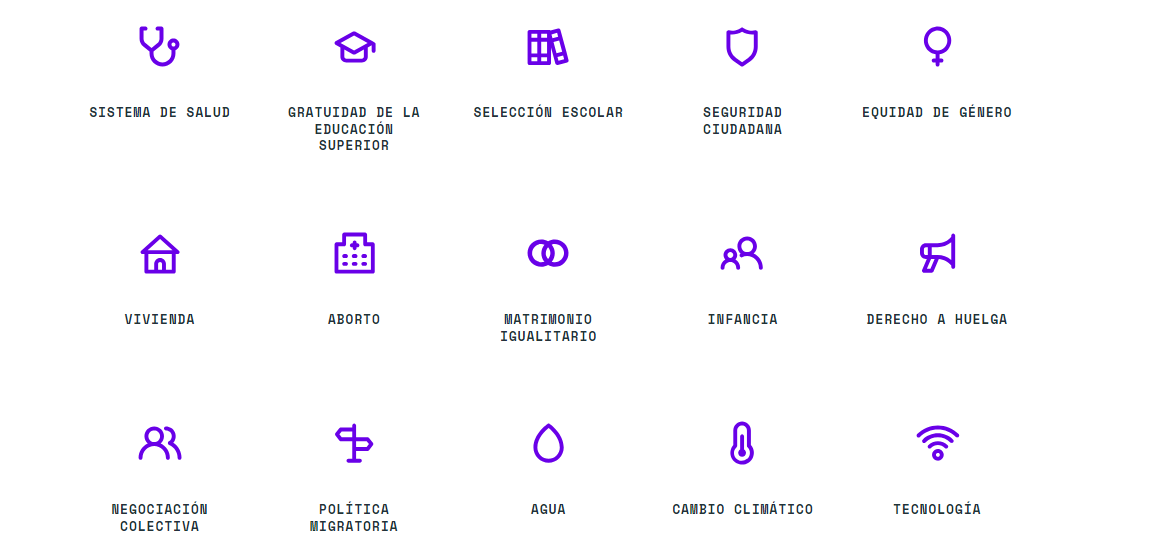 SISTEMA DE SALUD
GRATUIDAD DE LA
EDUCACIÓN
SUPERIOR
SELECCIÓN ESCOLAR
SEGURIDAD
CIUDADANA
EQUIDAD DE GÉNERO
VIVIENDA
ABORTO
MATRIMONIO
IGUALITARIO
INFANCIA
DERECHO A HUELGA
NEGOCIACIÓN
COLECTIVA
POLÍTICA
MIGRATORIA
AGUA
CAMBIO CLIMÁTICO
TECNOLOGÍA